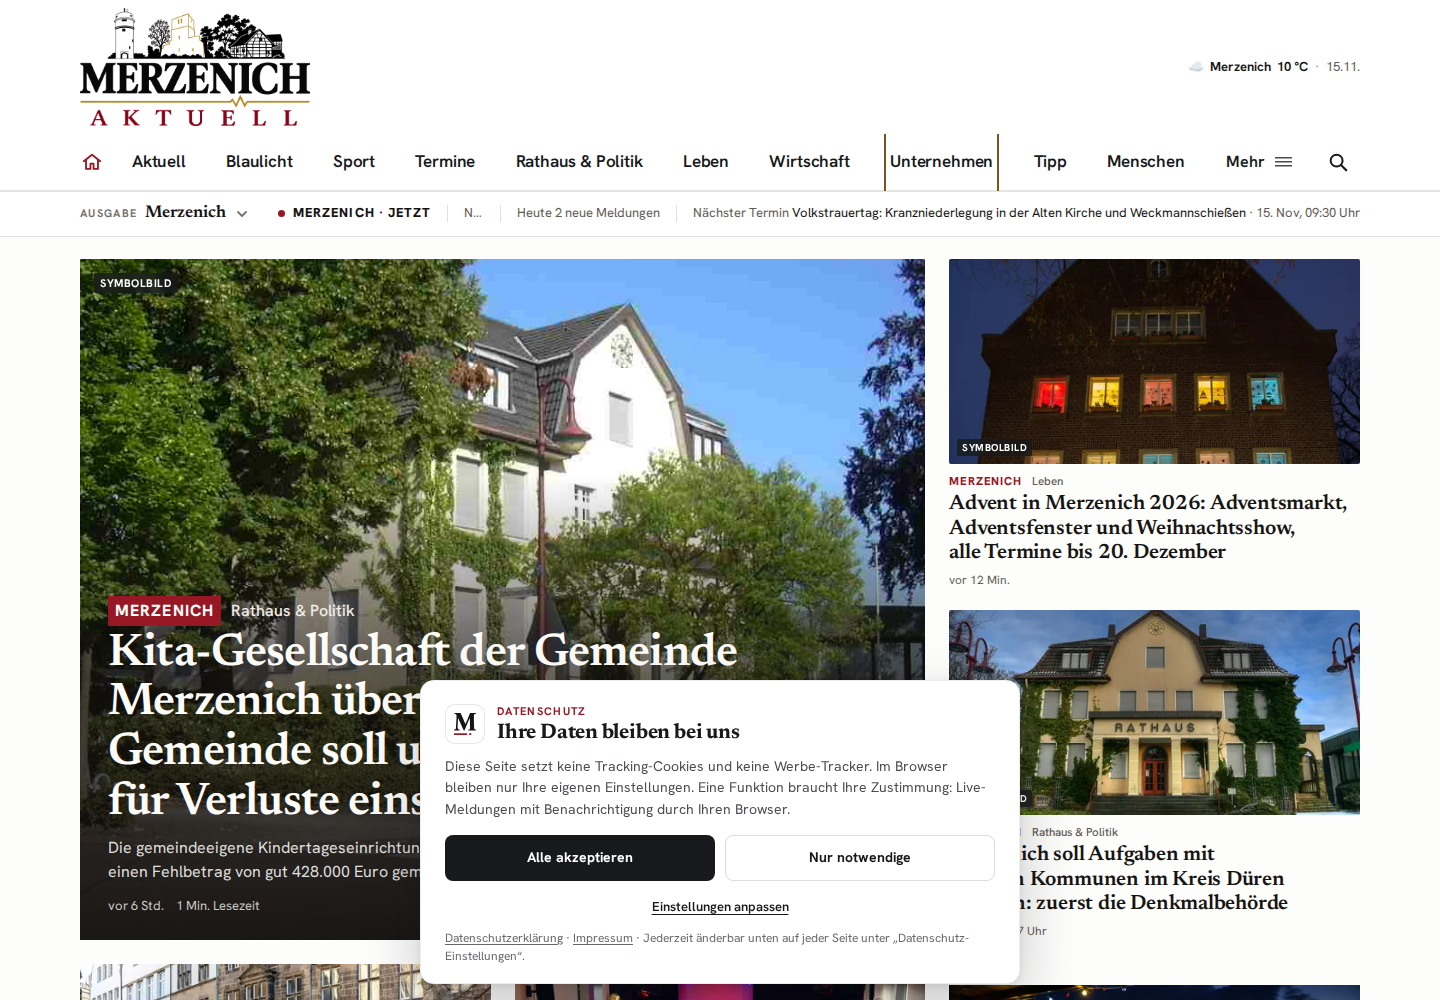 MERZENICH
AKTUELL
☁️ Merzenich 10 °C · 15.11.
Aktuell Blaulicht Sport Termine Rathaus & Politik Leben Wirtschaft Unternehmen Tipp Menschen Mehr
AUSGABE Merzenich
MERZENICH · JETZT
N...
Heute 2 neue Meldungen
Nächster Termin Volkstrauertag: Kranzniederlegung in der Alten Kirche und Weckmannschießen · 15. Nov, 09:30 Uhr
SYMBOLBILD
MERZENICH Rathaus & Politik
Kita-Gesellschaft der Gemeinde
Merzenich über
Gemeinde soll u
für Verluste eins
Die gemeindeeigene Kindertageseinrichtun
einen Fehlbetrag von gut 428.000 Euro gem
vor 6 Std. 1 Min. Lesezeit
SYMBOLBILD
MERZENICH Leben
Advent in Merzenich 2026: Adventsmarkt,
Adventsfenster und Weihnachtsshow,
alle Termine bis 20. Dezember
vor 12 Min.
RATHAUS
D
Rathaus & Politik
ich soll Aufgaben mit
n Kommunen im Kreis Düren
n: zuerst die Denkmalbehörde
7 Uhr
M
DATENSCHUTZ
Ihre Daten bleiben bei uns
Diese Seite setzt keine Tracking-Cookies und keine Werbe-Tracker. Im Browser
bleiben nur Ihre eigenen Einstellungen. Eine Funktion braucht Ihre Zustimmung: Live-
Meldungen mit Benachrichtigung durch Ihren Browser.
Alle akzeptieren
Nur notwendige
Einstellungen anpassen
Datenschutzerklärung · Impressum · Jederzeit änderbar unten auf jeder Seite unter „Datenschutz-
Einstellungen“.